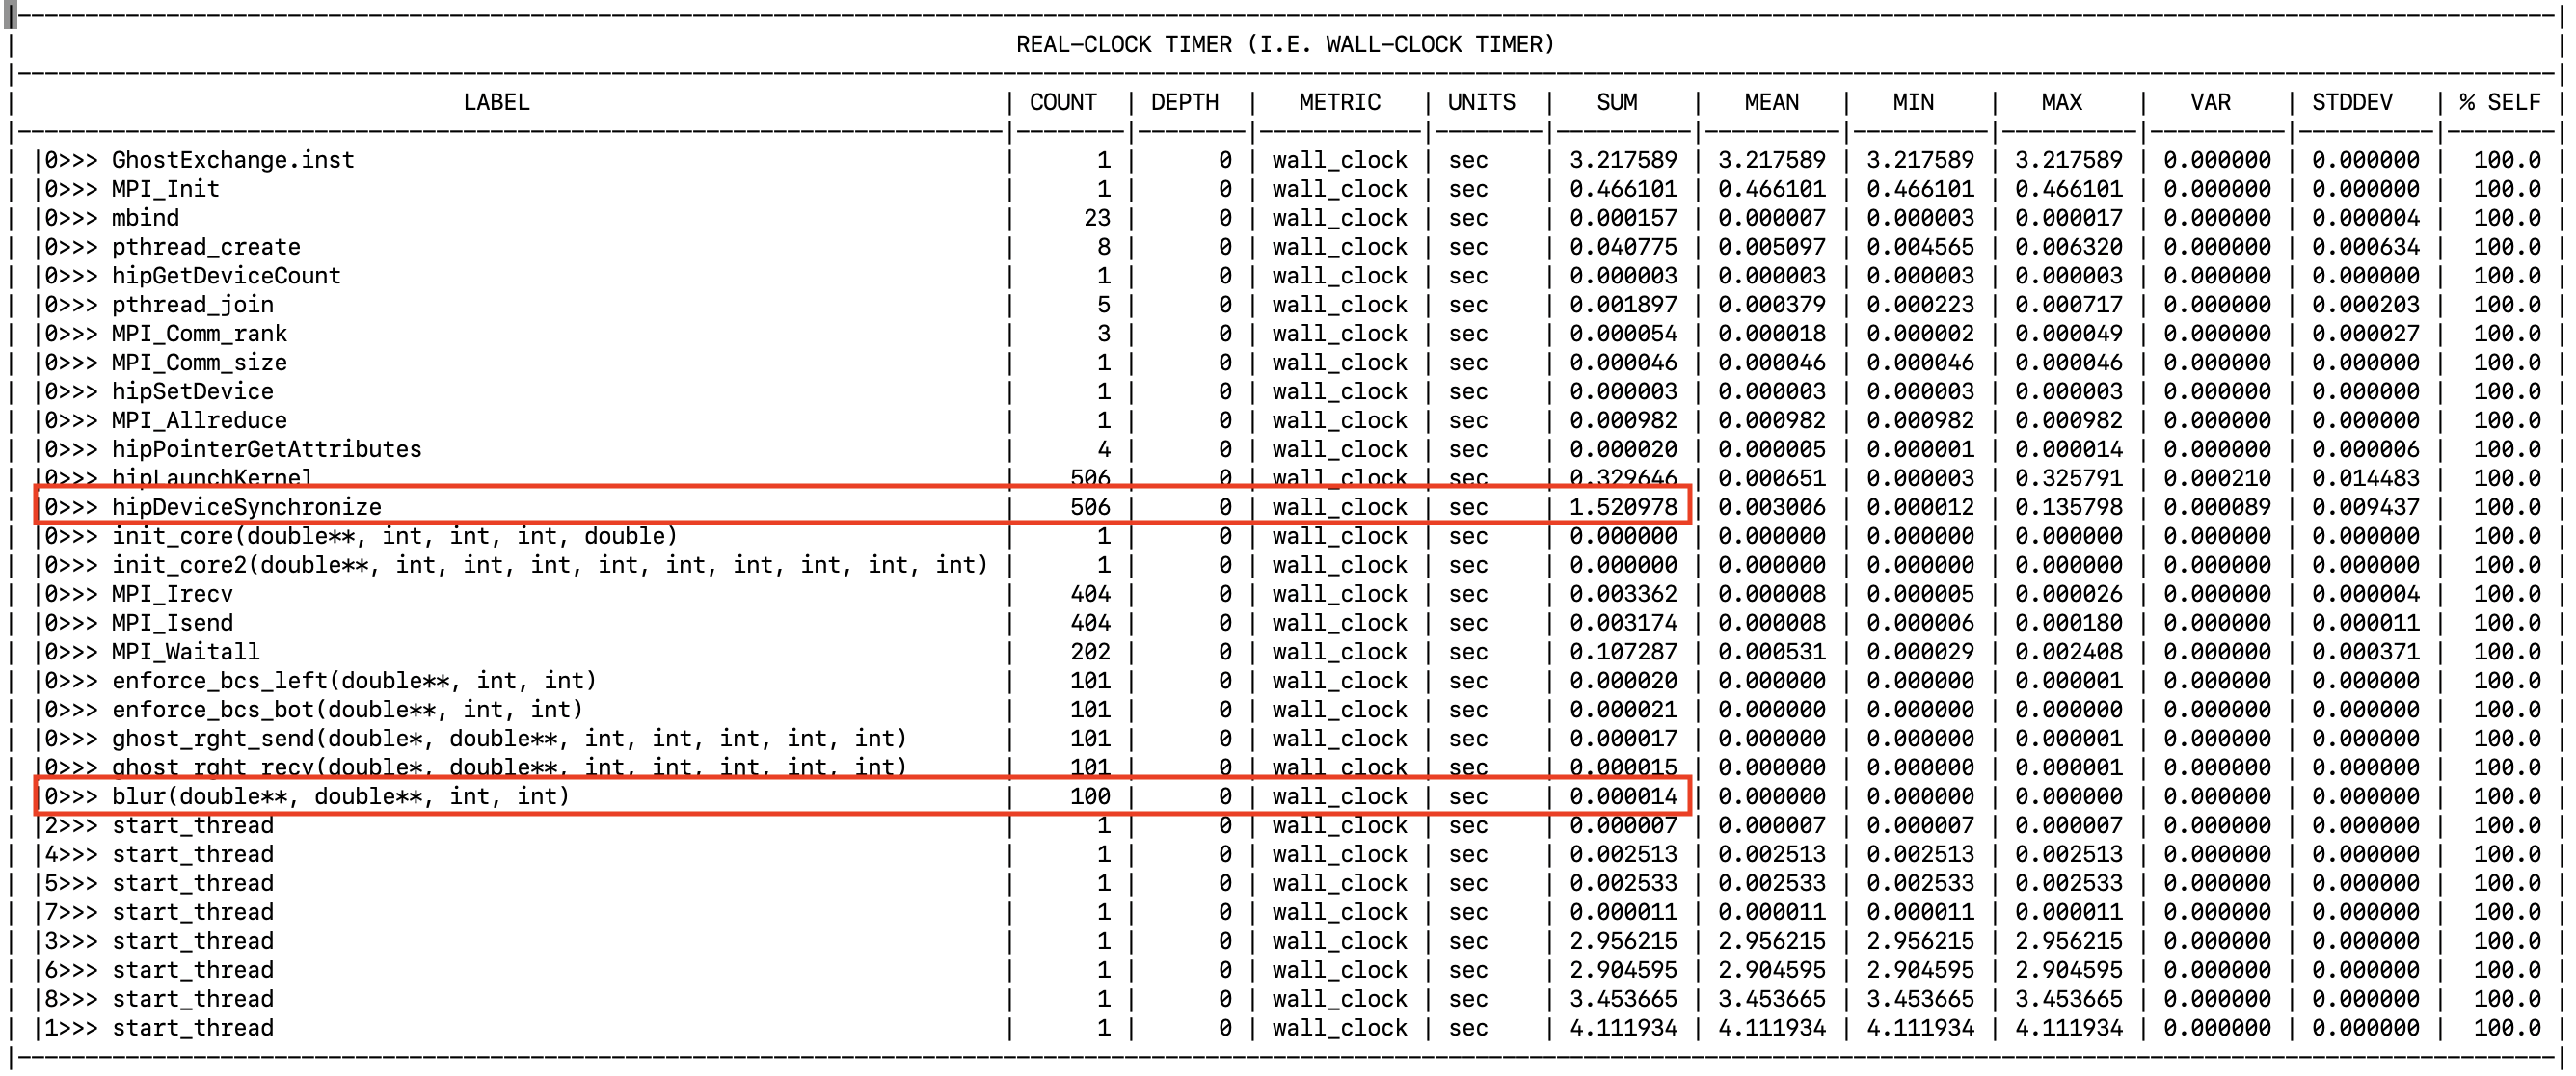 REAL-CLOCK TIMER (I.E. WALL-CLOCK TIMER)
| LABEL | COUNT | DEPTH | METRIC | UNITS | SUM | MEAN | MIN | MAX | VAR | STDDEV | % SELF |
| |0>>> GhostExchange.inst | 1 | 0 | wall_clock | sec | 3.217589 | 3.217589 | 3.217589 | 3.217589 | 0.000000 | 0.000000 | 100.0 |
| |0>>> MPI_Init | 1 | 0 | wall_clock | sec | 0.466101 | 0.466101 | 0.466101 | 0.466101 | 0.000000 | 0.000000 | 100.0 |
| |0>>> mbind | 23 | 0 | wall_clock | sec | 0.000157 | 0.000007 | 0.000003 | 0.000017 | 0.000000 | 0.000004 | 100.0 |
| |0>>> pthread_create | 8 | 0 | wall_clock | sec | 0.040775 | 0.005097 | 0.004565 | 0.006320 | 0.000000 | 0.000634 | 100.0 |
| |0>>> hipGetDeviceCount | 1 | 0 | wall_clock | sec | 0.000003 | 0.000003 | 0.000003 | 0.000003 | 0.000000 | 0.000000 | 100.0 |
| |0>>> pthread_join | 5 | 0 | wall_clock | sec | 0.001897 | 0.000379 | 0.000223 | 0.000717 | 0.000000 | 0.000203 | 100.0 |
| |0>>> MPI_Comm_rank | 3 | 0 | wall_clock | sec | 0.000054 | 0.000018 | 0.000002 | 0.000049 | 0.000000 | 0.000027 | 100.0 |
| |0>>> MPI_Comm_size | 1 | 0 | wall_clock | sec | 0.000046 | 0.000046 | 0.000046 | 0.000046 | 0.000000 | 0.000000 | 100.0 |
| |0>>> hipSetDevice | 1 | 0 | wall_clock | sec | 0.000003 | 0.000003 | 0.000003 | 0.000003 | 0.000000 | 0.000000 | 100.0 |
| |0>>> MPI_Allreduce | 1 | 0 | wall_clock | sec | 0.000982 | 0.000982 | 0.000982 | 0.000982 | 0.000000 | 0.000000 | 100.0 |
| |0>>> hipPointerGetAttributes | 4 | 0 | wall_clock | sec | 0.000020 | 0.000005 | 0.000001 | 0.000014 | 0.000000 | 0.000006 | 100.0 |
| |0>>> hipLaunchKernel | 506 | 0 | wall_clock | sec | 0.329646 | 0.000651 | 0.000003 | 0.325791 | 0.000210 | 0.014483 | 100.0 |
| |0>>> hipDeviceSynchronize | 506 | 0 | wall_clock | sec | 1.520978 | 0.003006 | 0.000012 | 0.135798 | 0.000089 | 0.009437 | 100.0 |
| |0>>> init_core(double**, int, int, int, double) | 1 | 0 | wall_clock | sec | 0.000000 | 0.000000 | 0.000000 | 0.000000 | 0.000000 | 0.000000 | 100.0 |
| |0>>> init_core2(double**, int, int, int, int, int, int, int, int, int) | 1 | 0 | wall_clock | sec | 0.000000 | 0.000000 | 0.000000 | 0.000000 | 0.000000 | 0.000000 | 100.0 |
| |0>>> MPI_Irecv | 404 | 0 | wall_clock | sec | 0.003362 | 0.000008 | 0.000005 | 0.000026 | 0.000000 | 0.000004 | 100.0 |
| |0>>> MPI_Isend | 404 | 0 | wall_clock | sec | 0.003174 | 0.000008 | 0.000006 | 0.000180 | 0.000000 | 0.000011 | 100.0 |
| |0>>> MPI_Waitall | 202 | 0 | wall_clock | sec | 0.107287 | 0.000531 | 0.000029 | 0.002408 | 0.000000 | 0.000371 | 100.0 |
| |0>>> enforce_bcs_left(double**, int, int) | 101 | 0 | wall_clock | sec | 0.000020 | 0.000000 | 0.000000 | 0.000001 | 0.000000 | 0.000000 | 100.0 |
| |0>>> enforce_bcs_bot(double**, int, int) | 101 | 0 | wall_clock | sec | 0.000021 | 0.000000 | 0.000000 | 0.000000 | 0.000000 | 0.000000 | 100.0 |
| |0>>> ghost_rght_send(double*, double**, int, int, int, int, int) | 101 | 0 | wall_clock | sec | 0.000017 | 0.000000 | 0.000000 | 0.000001 | 0.000000 | 0.000000 | 100.0 |
| |0>>> ghost_rght_recv(double*, double**, int, int, int, int, int) | 101 | 0 | wall_clock | sec | 0.000015 | 0.000000 | 0.000000 | 0.000001 | 0.000000 | 0.000000 | 100.0 |
| |0>>> blur(double**, double**, int, int) | 100 | 0 | wall_clock | sec | 0.000014 | 0.000000 | 0.000000 | 0.000000 | 0.000000 | 0.000000 | 100.0 |
| |2>>> start_thread | 1 | 0 | wall_clock | sec | 0.000007 | 0.000007 | 0.000007 | 0.000007 | 0.000000 | 0.000000 | 100.0 |
| |4>>> start_thread | 1 | 0 | wall_clock | sec | 0.002513 | 0.002513 | 0.002513 | 0.002513 | 0.000000 | 0.000000 | 100.0 |
| |5>>> start_thread | 1 | 0 | wall_clock | sec | 0.002533 | 0.002533 | 0.002533 | 0.002533 | 0.000000 | 0.000000 | 100.0 |
| |7>>> start_thread | 1 | 0 | wall_clock | sec | 0.000011 | 0.000011 | 0.000011 | 0.000011 | 0.000000 | 0.000000 | 100.0 |
| |3>>> start_thread | 1 | 0 | wall_clock | sec | 2.956215 | 2.956215 | 2.956215 | 2.956215 | 0.000000 | 0.000000 | 100.0 |
| |6>>> start_thread | 1 | 0 | wall_clock | sec | 2.904595 | 2.904595 | 2.904595 | 2.904595 | 0.000000 | 0.000000 | 100.0 |
| |8>>> start_thread | 1 | 0 | wall_clock | sec | 3.453665 | 3.453665 | 3.453665 | 3.453665 | 0.000000 | 0.000000 | 100.0 |
| |1>>> start_thread | 1 | 0 | wall_clock | sec | 4.111934 | 4.111934 | 4.111934 | 4.111934 | 0.000000 | 0.000000 | 100.0 |